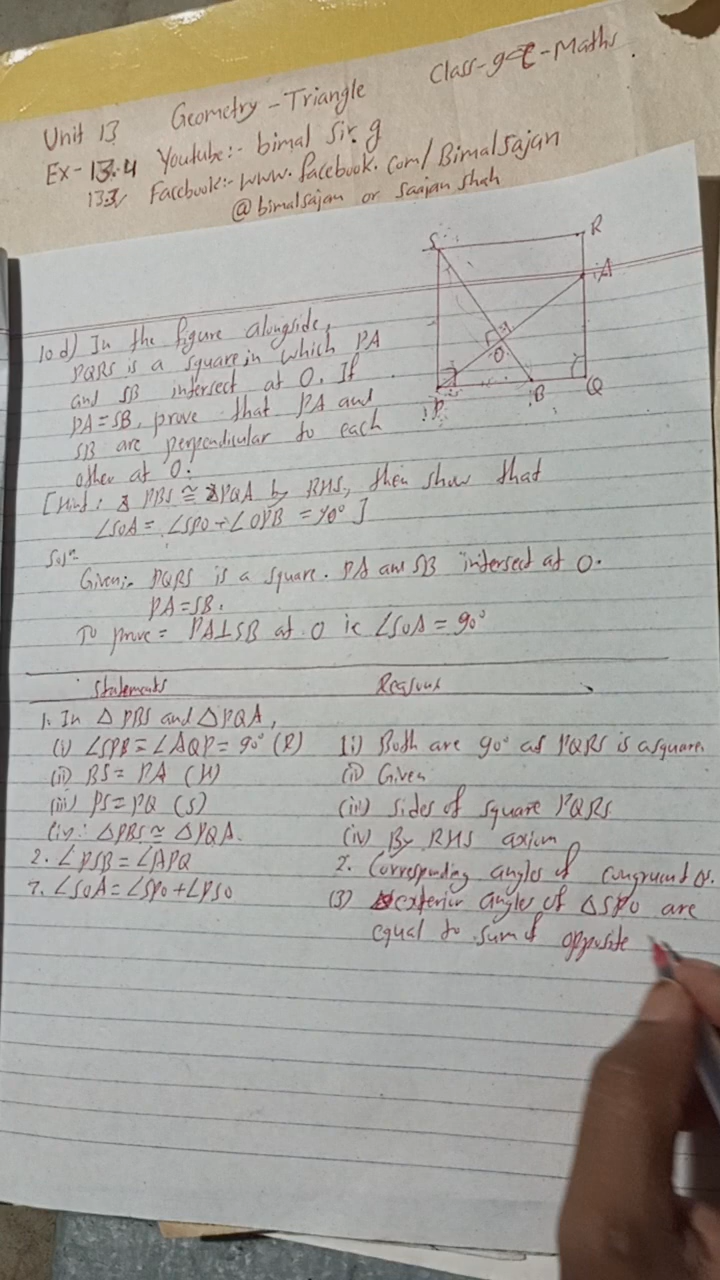 Unit 13 Geometry - Triangle Class-9 - Maths
Ex- 13.4 Youtube:- bimal Sir g
13.3 Facebook:- www.facebook.com/Bimalsajan
@bimalsajan or Saajan Shah
S R
A
O
P B Q
10.d) In the figure alongside,
PQRS is a square in which PA
and SB intersect at O. If
PA=SB, prove that PA and
SB are perpendicular to each
other at O.
[Hint: Δ PBS ≅ ΔPQA by RHS, then show that
∠SOA = ∠SPO + ∠OPB = 90°]
Solⁿ
Given:- PQRS is a square. PA and SB intersect at O.
PA=SB.
To prove = PA⊥SB at O ie ∠SOA = 90°
Statements Reasons
1. In Δ PBS and ΔPQA,
(i) ∠SPB = ∠AQP = 90° (R) (i) Both are 90° as PQRS is a square.
(ii) BS = PA (H) (ii) Given
(iii) PS = PQ (S) (iii) Sides of square PQRS
(iv) ∴ ΔPBS ≅ ΔPQA. (iv) By RHS axiom
2. ∠PSB = ∠APQ 2. Corresponding angles of congruent Δs.
3. ∠SOA = ∠SPO + ∠PSO (3) exterior angles of ΔSPO are
equal to sum of opposite